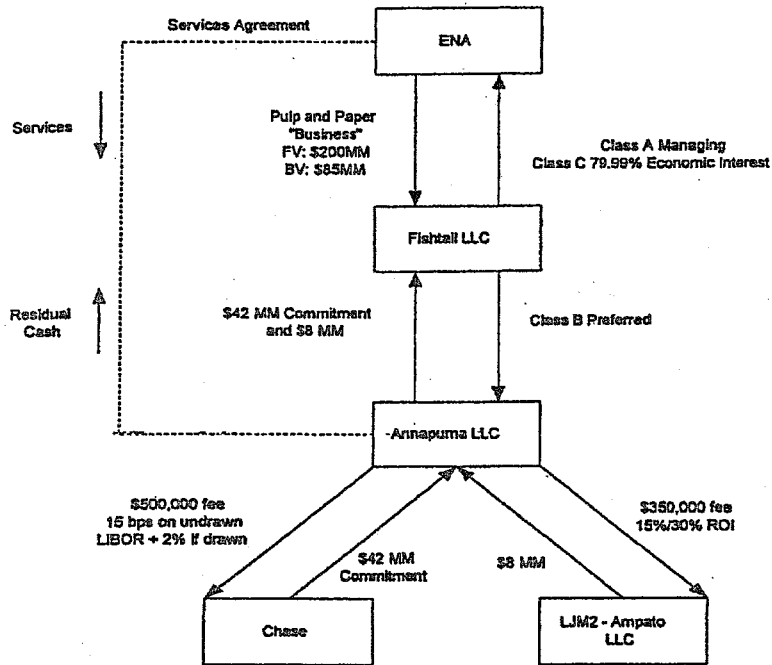 Services Agreement
ENA
Services
Pulp and Paper
"Business"
FV: $200MM
BV: $85MM
Class A Managing
Class C 79.99% Economic Interest
Fishtail LLC
Residual
Cash
$42 MM Commitment
and $8 MM
Class B Preferred
Annapurna LLC
$500,000 fee
15 bps on undrawn
LIBOR + 2% if drawn
$350,000 fee
15%/30% ROI
$42 MM
Commitment
$8 MM
Chase
LJM2 - Ampato
LLC